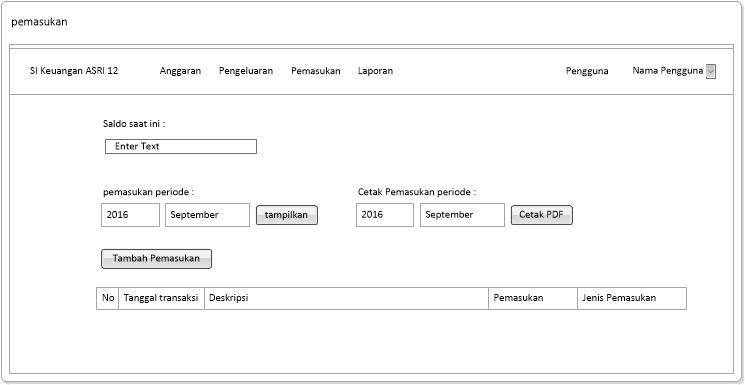 pemasukan
SI Keuangan ASRI 12 Anggaran Pengeluaran Pemasukan Laporan Pengguna Nama Pengguna
Saldo saat ini :
Enter Text
pemasukan periode : Cetak Pemasukan periode :
2016 September tampilkan 2016 September Cetak PDF
Tambah Pemasukan
No Tanggal transaksi Deskripsi Pemasukan Jenis Pemasukan